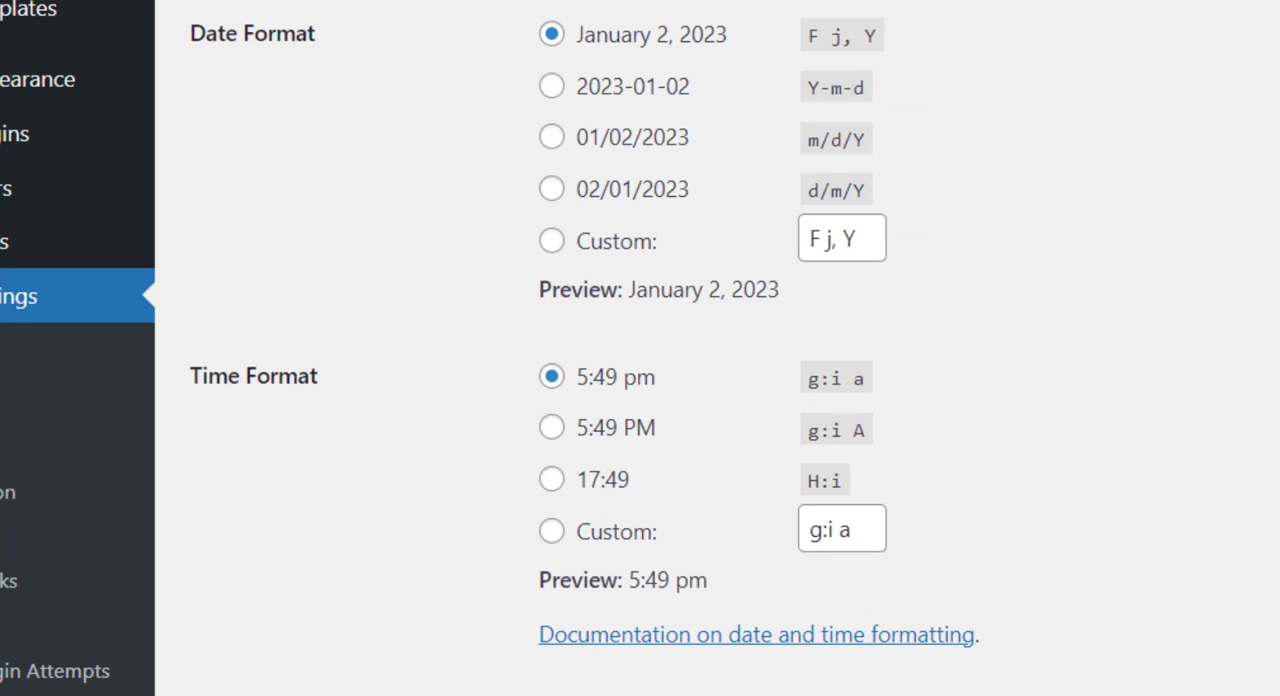 plates
earance
gins
rs
s
ings
on
ks
gin Attempts
Date Format
January 2, 2023 F j, Y
2023-01-02 Y-m-d
01/02/2023 m/d/Y
02/01/2023 d/m/Y
Custom: F j, Y
Preview: January 2, 2023
Time Format
5:49 pm g:i a
5:49 PM g:i A
17:49 H:i
Custom: g:i a
Preview: 5:49 pm
Documentation on date and time formatting.